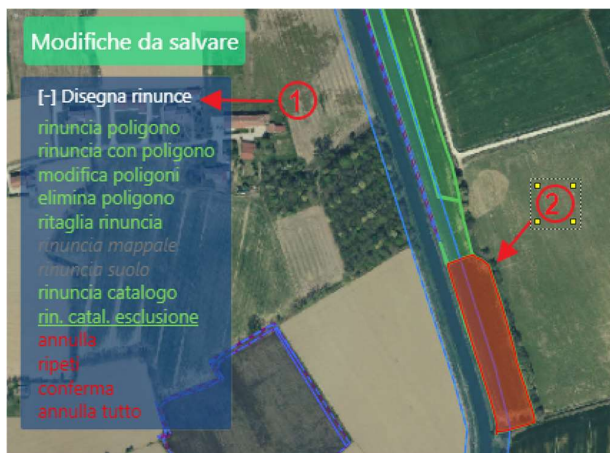 Modifiche da salvare
[-] Disegna rinunce
1
rinuncia poligono
rinuncia con poligono
modifica poligoni
elimina poligono
ritaglia rinuncia
rinuncia mappale
rinuncia suolo
rinuncia catalogo
rin. catal. esclusione
annulla
ripeti
conferma
annulla tutto
2